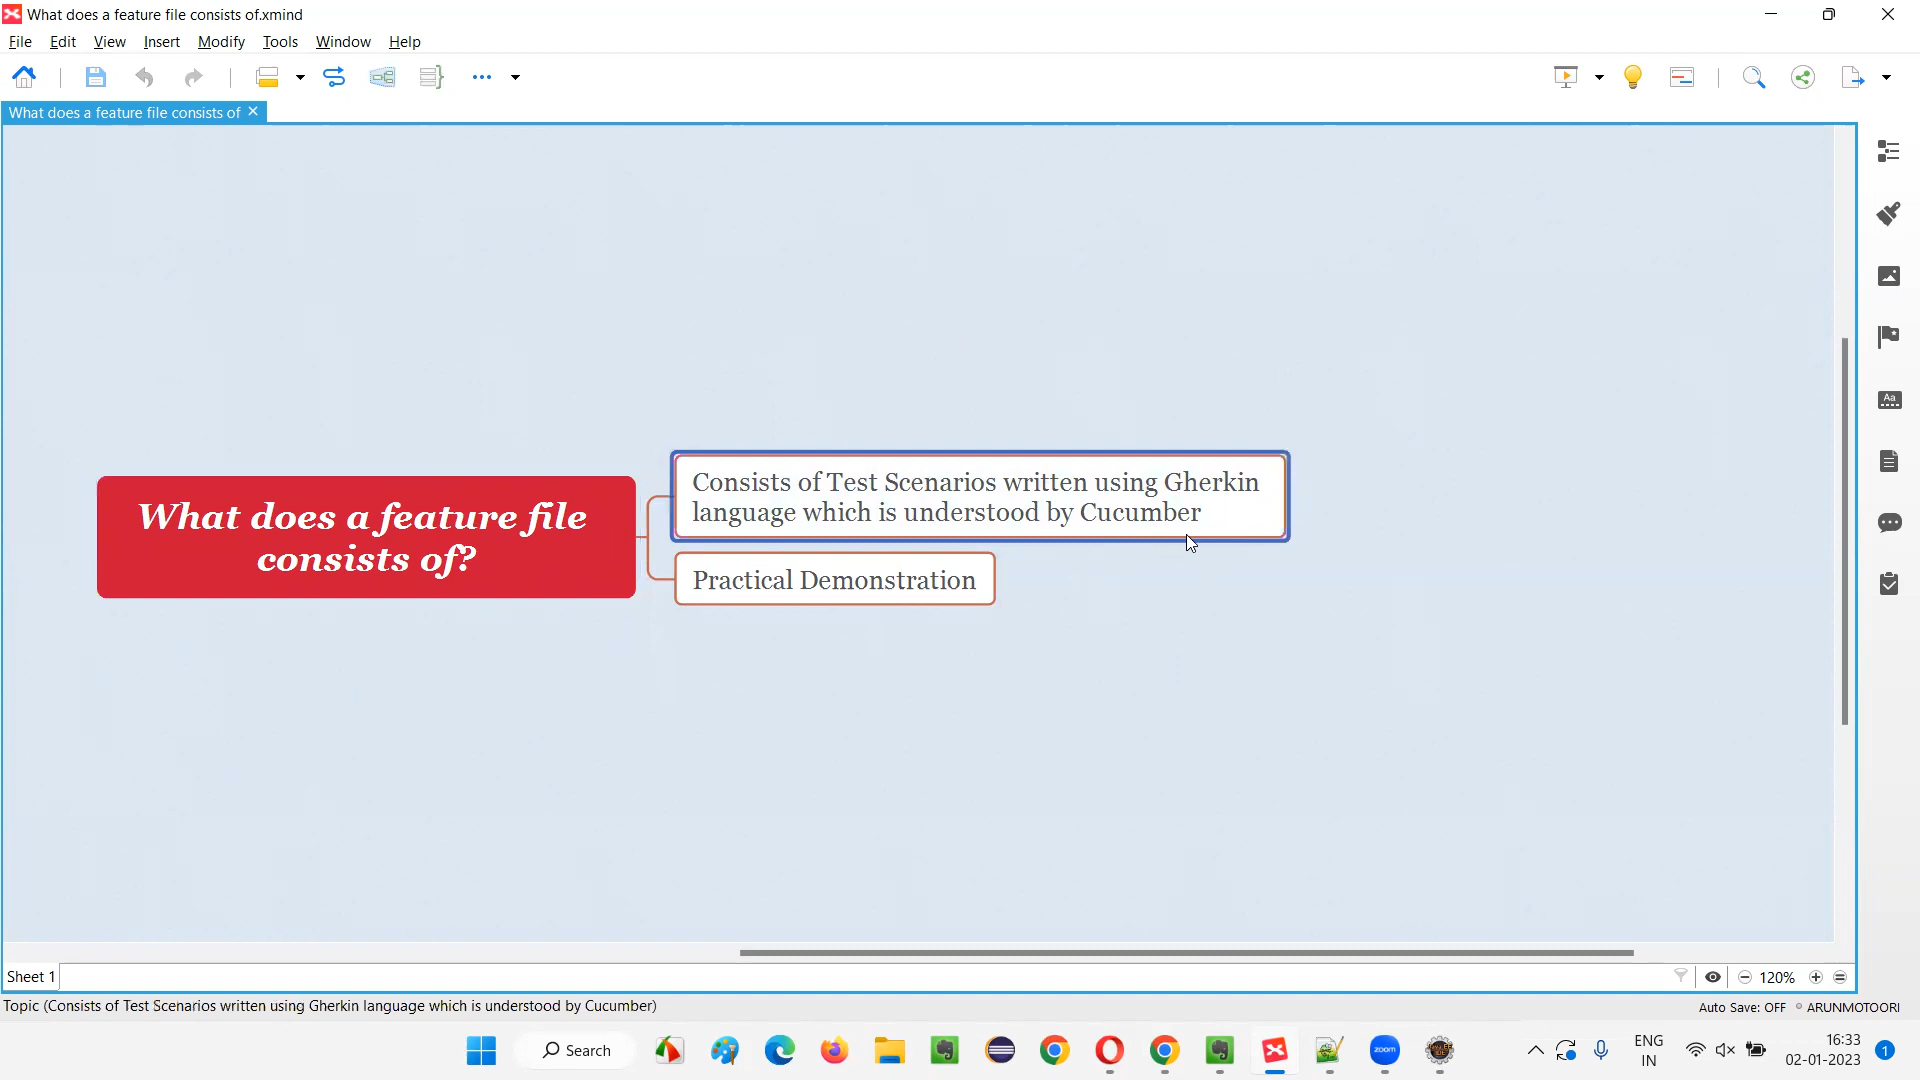 What does a feature file consists of.xmind
File Edit View Insert Modify Tools Window Help
What does a feature file consists of
What does a feature file
consists of?
Consists of Test Scenarios written using Gherkin
language which is understood by Cucumber
Practical Demonstration
Aa
Sheet 1
120%
Topic (Consists of Test Scenarios written using Gherkin language which is understood by Cucumber)
Auto Save: OFF
ARUNMOTOORI
Search
zoom
ENG
IN
16:33
02-01-2023
1